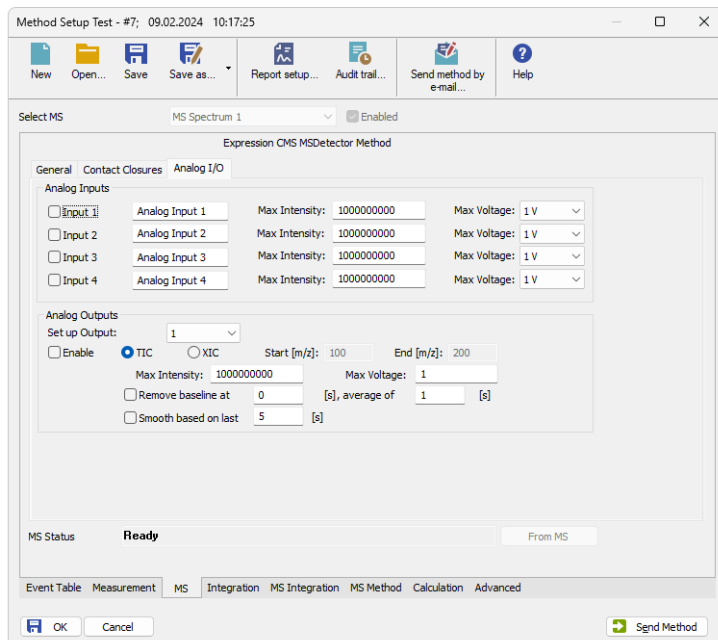 Method Setup Test - #7;  09.02.2024  10:17:25
New Open... Save Save as... Report setup... Audit trail... Send method by e-mail... Help
Select MS MS Spectrum 1 Enabled
Expression CMS MSDetector Method
General Contact Closures Analog I/O
Analog Inputs
Input 1 Analog Input 1 Max Intensity: 1000000000 Max Voltage: 1 V
Input 2 Analog Input 2 Max Intensity: 1000000000 Max Voltage: 1 V
Input 3 Analog Input 3 Max Intensity: 1000000000 Max Voltage: 1 V
Input 4 Analog Input 4 Max Intensity: 1000000000 Max Voltage: 1 V
Analog Outputs
Set up Output: 1
Enable TIC XIC Start [m/z]: 100 End [m/z]: 200
Max Intensity: 1000000000 Max Voltage: 1
Remove baseline at 0 [s], average of 1 [s]
Smooth based on last 5 [s]
MS Status Ready From MS
Event Table Measurement MS Integration MS Integration MS Method Calculation Advanced
OK Cancel Send Method